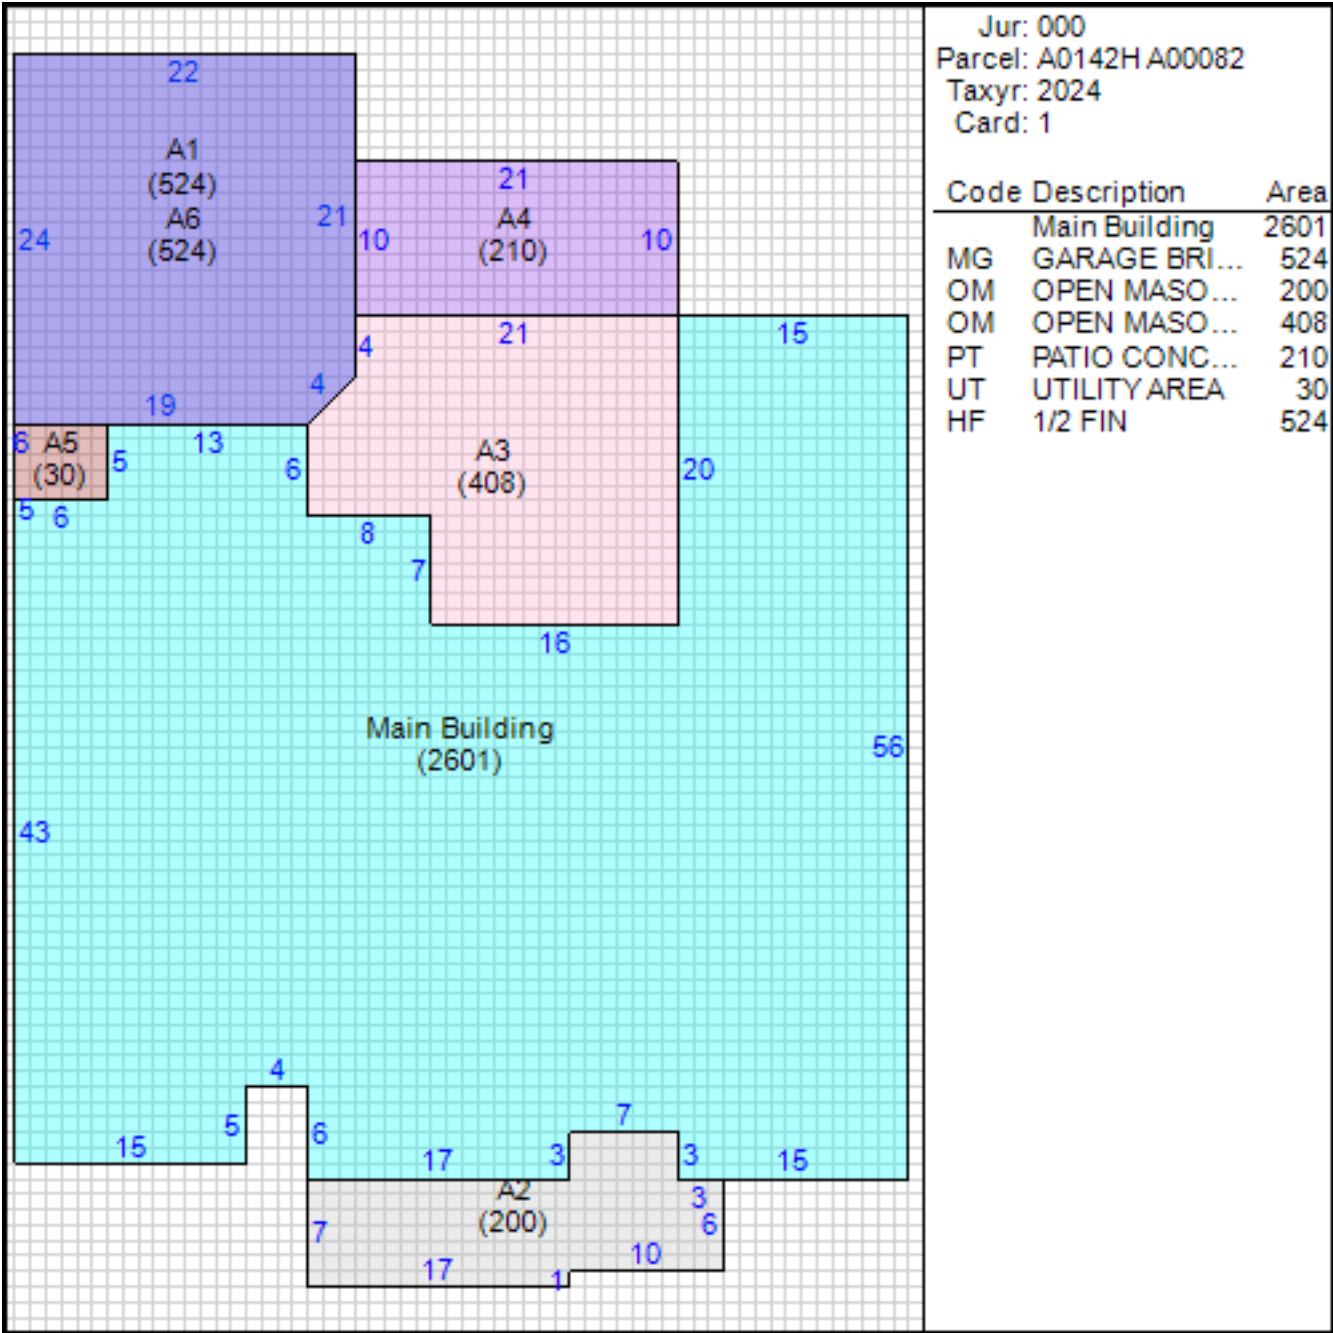 Jur: 000
Parcel: A0142H A00082
Taxyr: 2024
Card: 1
Code Description Area
Main Building 2601
MG GARAGE BRI... 524
OM OPEN MASO... 200
OM OPEN MASO... 408
PT PATIO CONC... 210
UT UTILITY AREA 30
HF 1/2 FIN 524
22
A1
(524)
A6
(524)
24
21
19
4
21
10
A4
(210)
10
4
21
15
6
A5
(30)
5
13
6
5
6
A3
(408)
20
8
7
16
Main Building
(2601)
56
43
4
5
15
6
17
3
7
3
15
A2
(200)
3
6
7
17
1
10